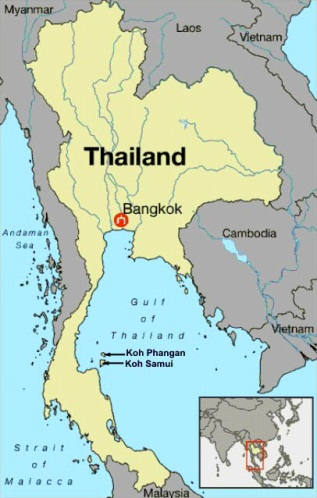 Myanmar
Laos
Vietnam
Thailand
Bangkok
Andaman
Sea
Cambodia
Gulf
of
Thailand
Vietnam
Koh Phangan
Koh Samui
Strait
of
Malacca
Malaysia